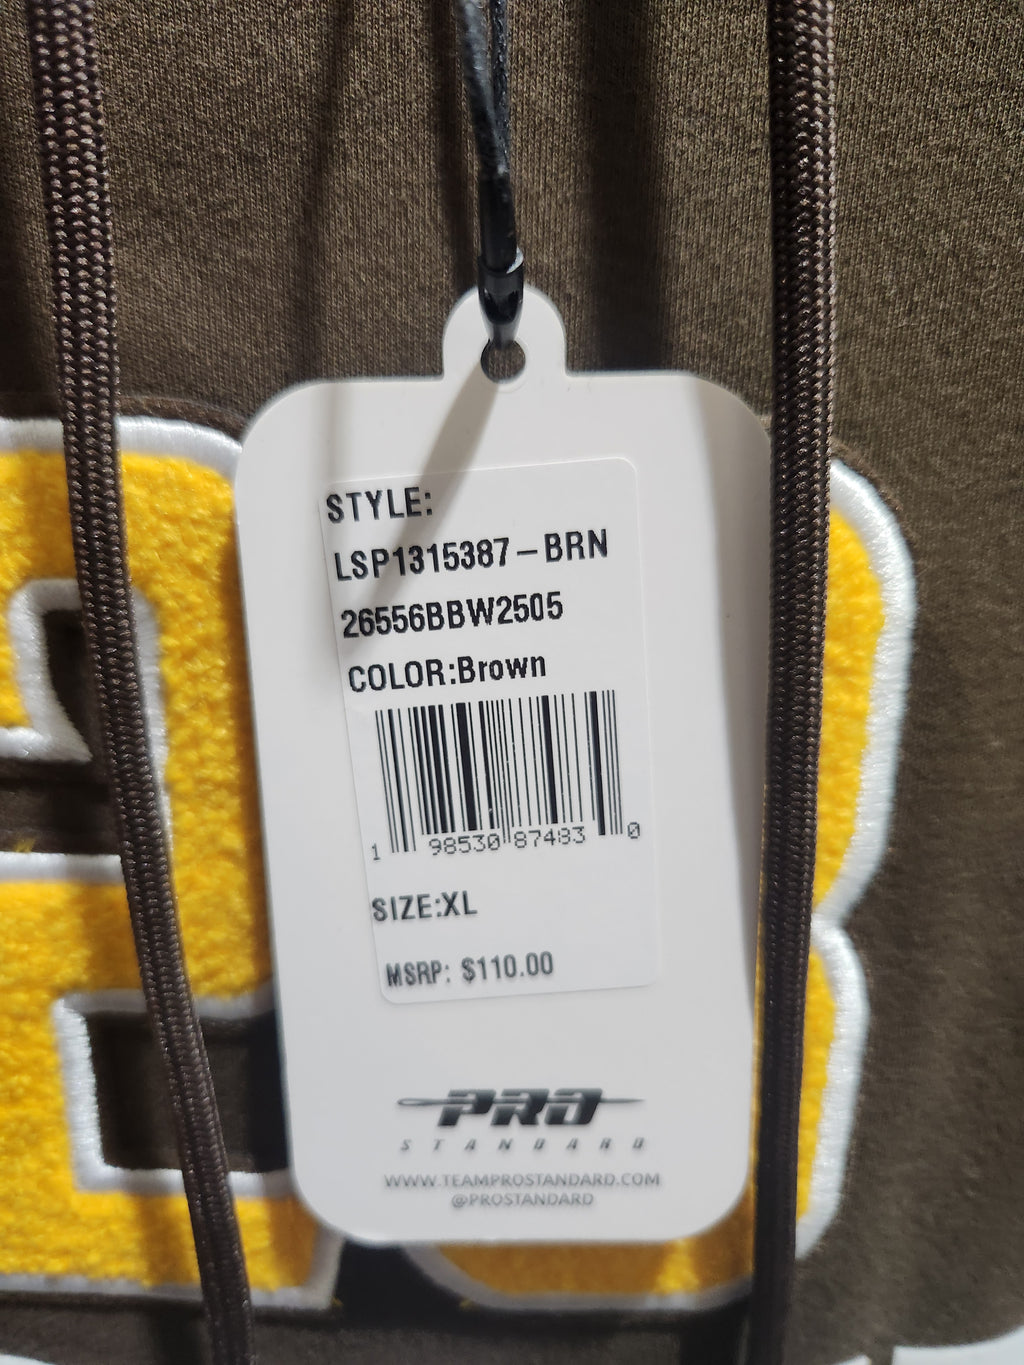 STYLE:
LSP1315387-BRN
26556BBW2505
COLOR:Brown
1 98530 87483 0
SIZE:XL
MSRP: $110.00
PRO
STANDARD
WWW.TEAMPROSTANDARD.COM
@PROSTANDARD